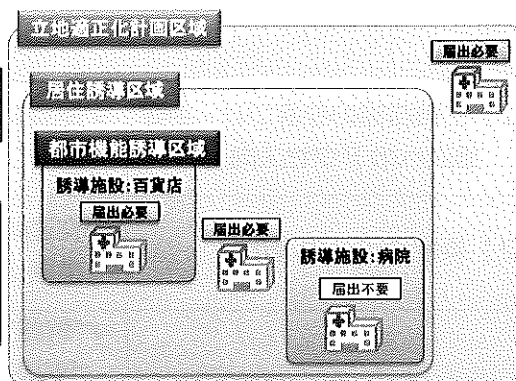 立地適正化計画区域
届出必要
居住誘導区域
都市機能誘導区域
誘導施設:百貨店
届出必要
届出必要
誘導施設:病院
届出不要